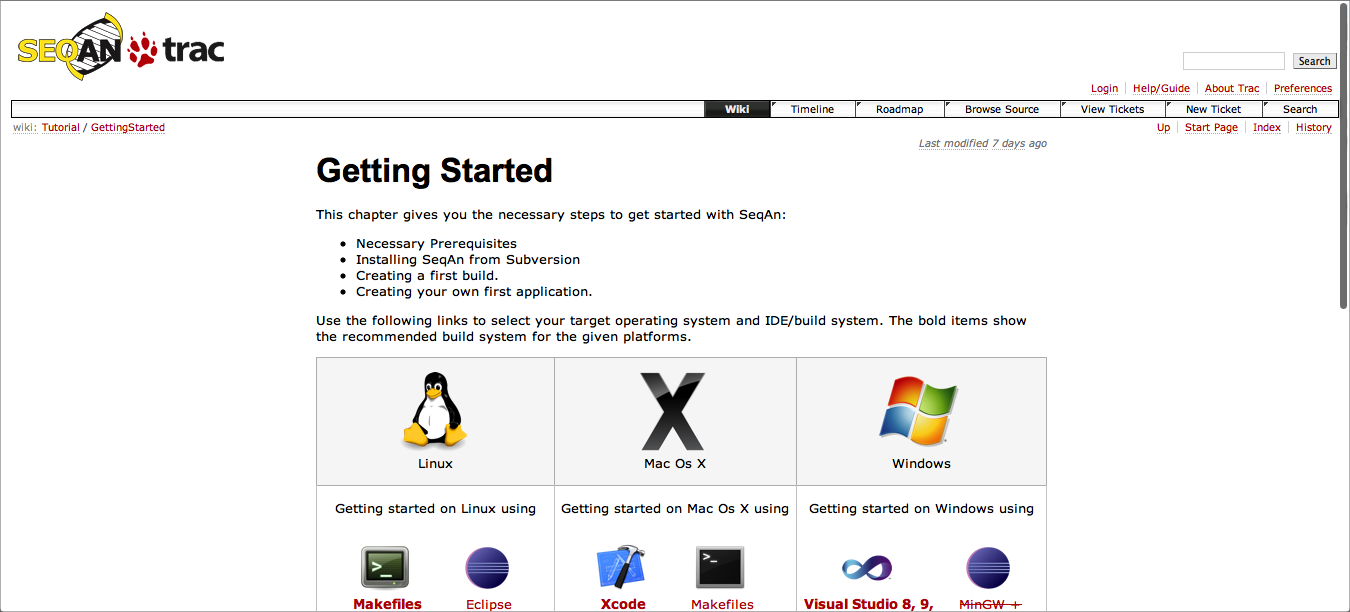 SEQAN trac
Search
Login Help/Guide About Trac Preferences
Wiki Timeline Roadmap Browse Source View Tickets New Ticket Search
wiki: Tutorial / GettingStarted Up Start Page Index History
Last modified 7 days ago
Getting Started
This chapter gives you the necessary steps to get started with SeqAn:
• Necessary Prerequisites
• Installing SeqAn from Subversion
• Creating a first build.
• Creating your own first application.
Use the following links to select your target operating system and IDE/build system. The bold items show
the recommended build system for the given platforms.
Linux Mac Os X Windows
Getting started on Linux using Getting started on Mac Os X using Getting started on Windows using
>_ >_
Makefiles Eclipse Xcode Makefiles Visual Studio 8, 9, MinGW +